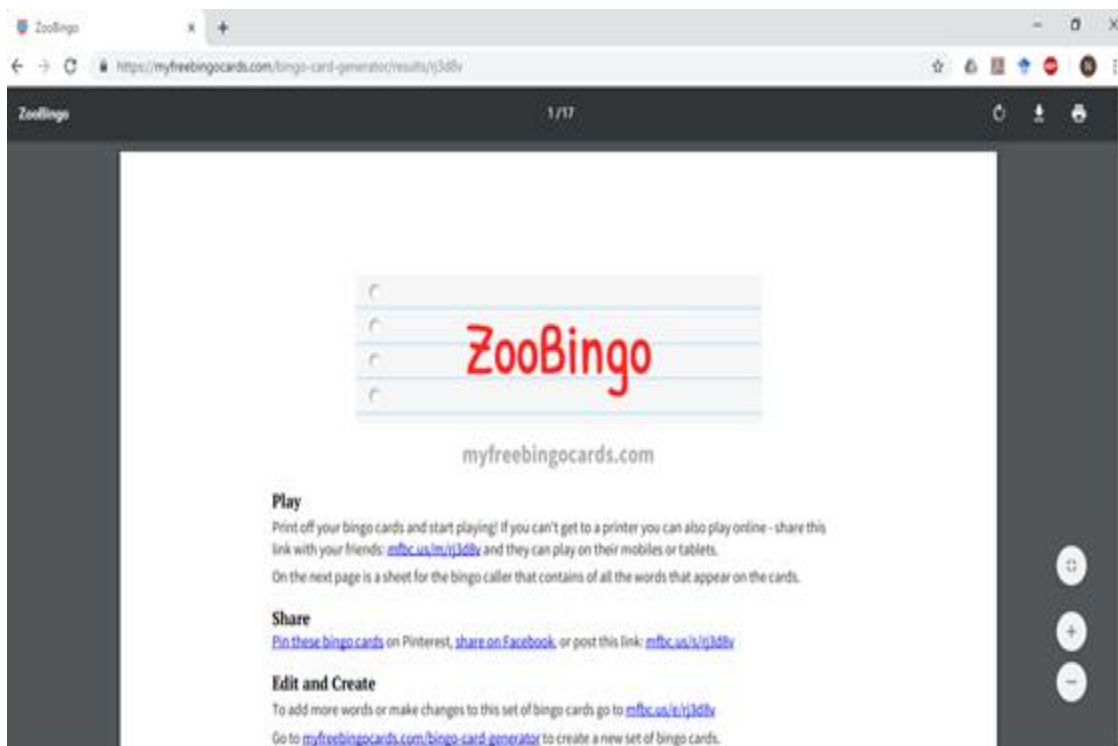 ZooBingo
https://myfreebingocards.com/bingo-card-generator/results/rj3d8v
ZooBingo 1/17
ZooBingo
myfreebingocards.com
Play
Print off your bingo cards and start playing! If you can't get to a printer you can also play online - share this
link with your friends: mfbc.us/m/rj3d8v and they can play on their mobiles or tablets.
On the next page is a sheet for the bingo caller that contains of all the words that appear on the cards.
Share
Pin these bingo cards on Pinterest, share on Facebook, or post this link: mfbc.us/s/rj3d8v
Edit and Create
To add more words or make changes to this set of bingo cards go to mfbc.us/e/rj3d8v
Go to myfreebingocards.com/bingo-card-generator to create a new set of bingo cards.